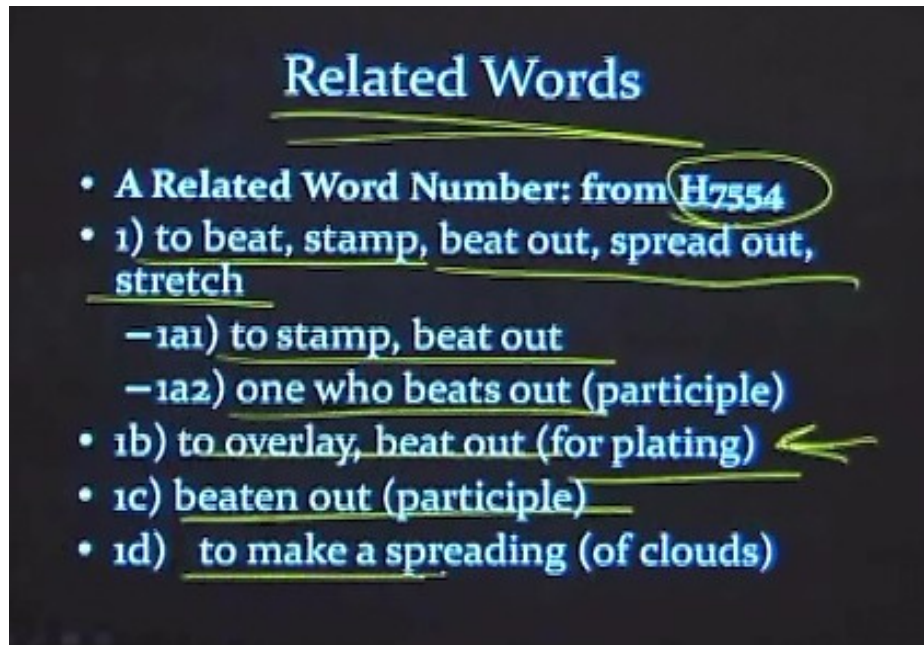 Related Words
• A Related Word Number: from H7554
• 1) to beat, stamp, beat out, spread out,
stretch
–1a1) to stamp, beat out
–1a2) one who beats out (participle)
• 1b) to overlay, beat out (for plating)
• 1c) beaten out (participle)
• 1d) to make a spreading (of clouds)